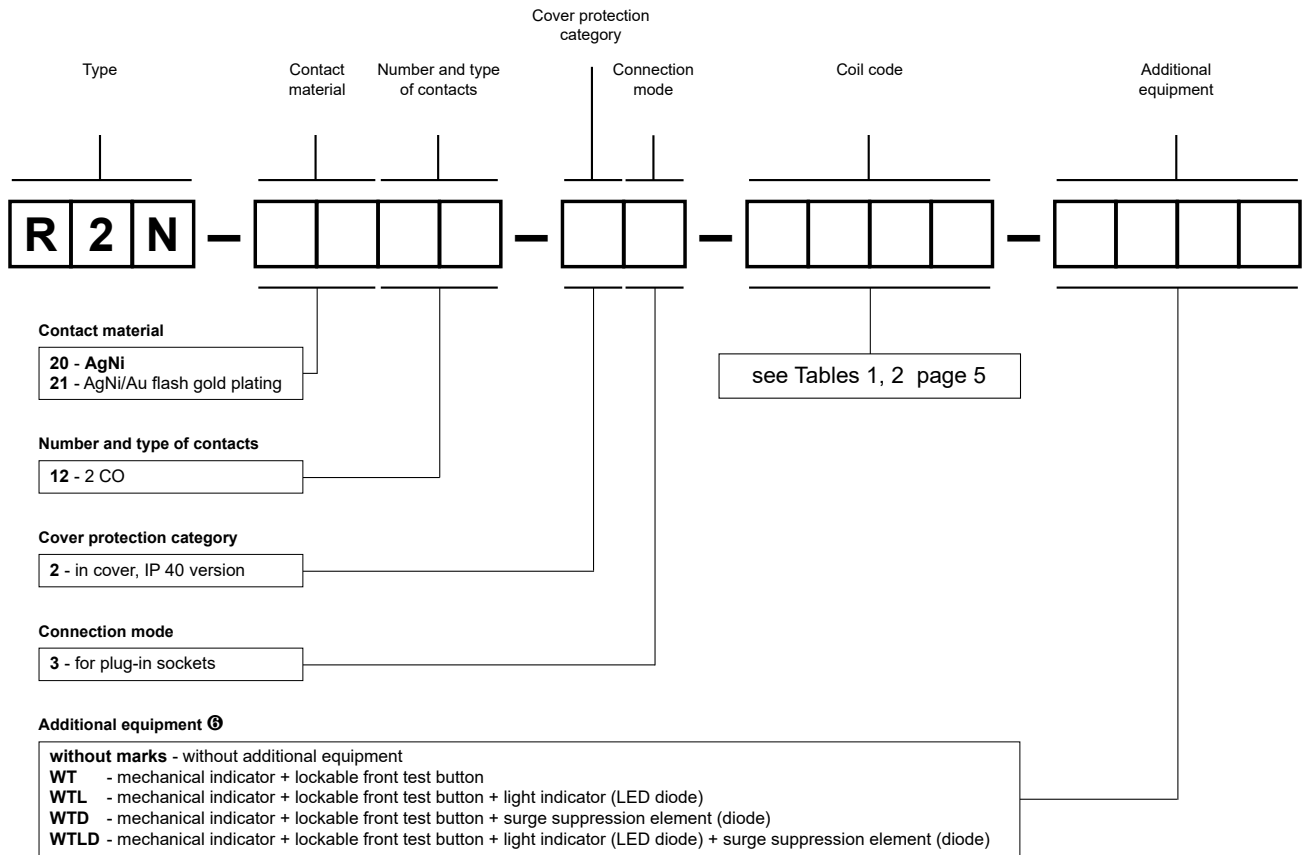 Cover protection
category
Type
Contact
material
Number and type
of contacts
Connection
mode
Coil code
Additional
equipment
R 2 N – – – –
Contact material
20 - AgNi
21 - AgNi/Au flash gold plating
see Tables 1, 2 page 5
Number and type of contacts
12 - 2 CO
Cover protection category
2 - in cover, IP 40 version
Connection mode
3 - for plug-in sockets
Additional equipment ❻
without marks - without additional equipment
WT - mechanical indicator + lockable front test button
WTL - mechanical indicator + lockable front test button + light indicator (LED diode)
WTD - mechanical indicator + lockable front test button + surge suppression element (diode)
WTLD - mechanical indicator + lockable front test button + light indicator (LED diode) + surge suppression element (diode)